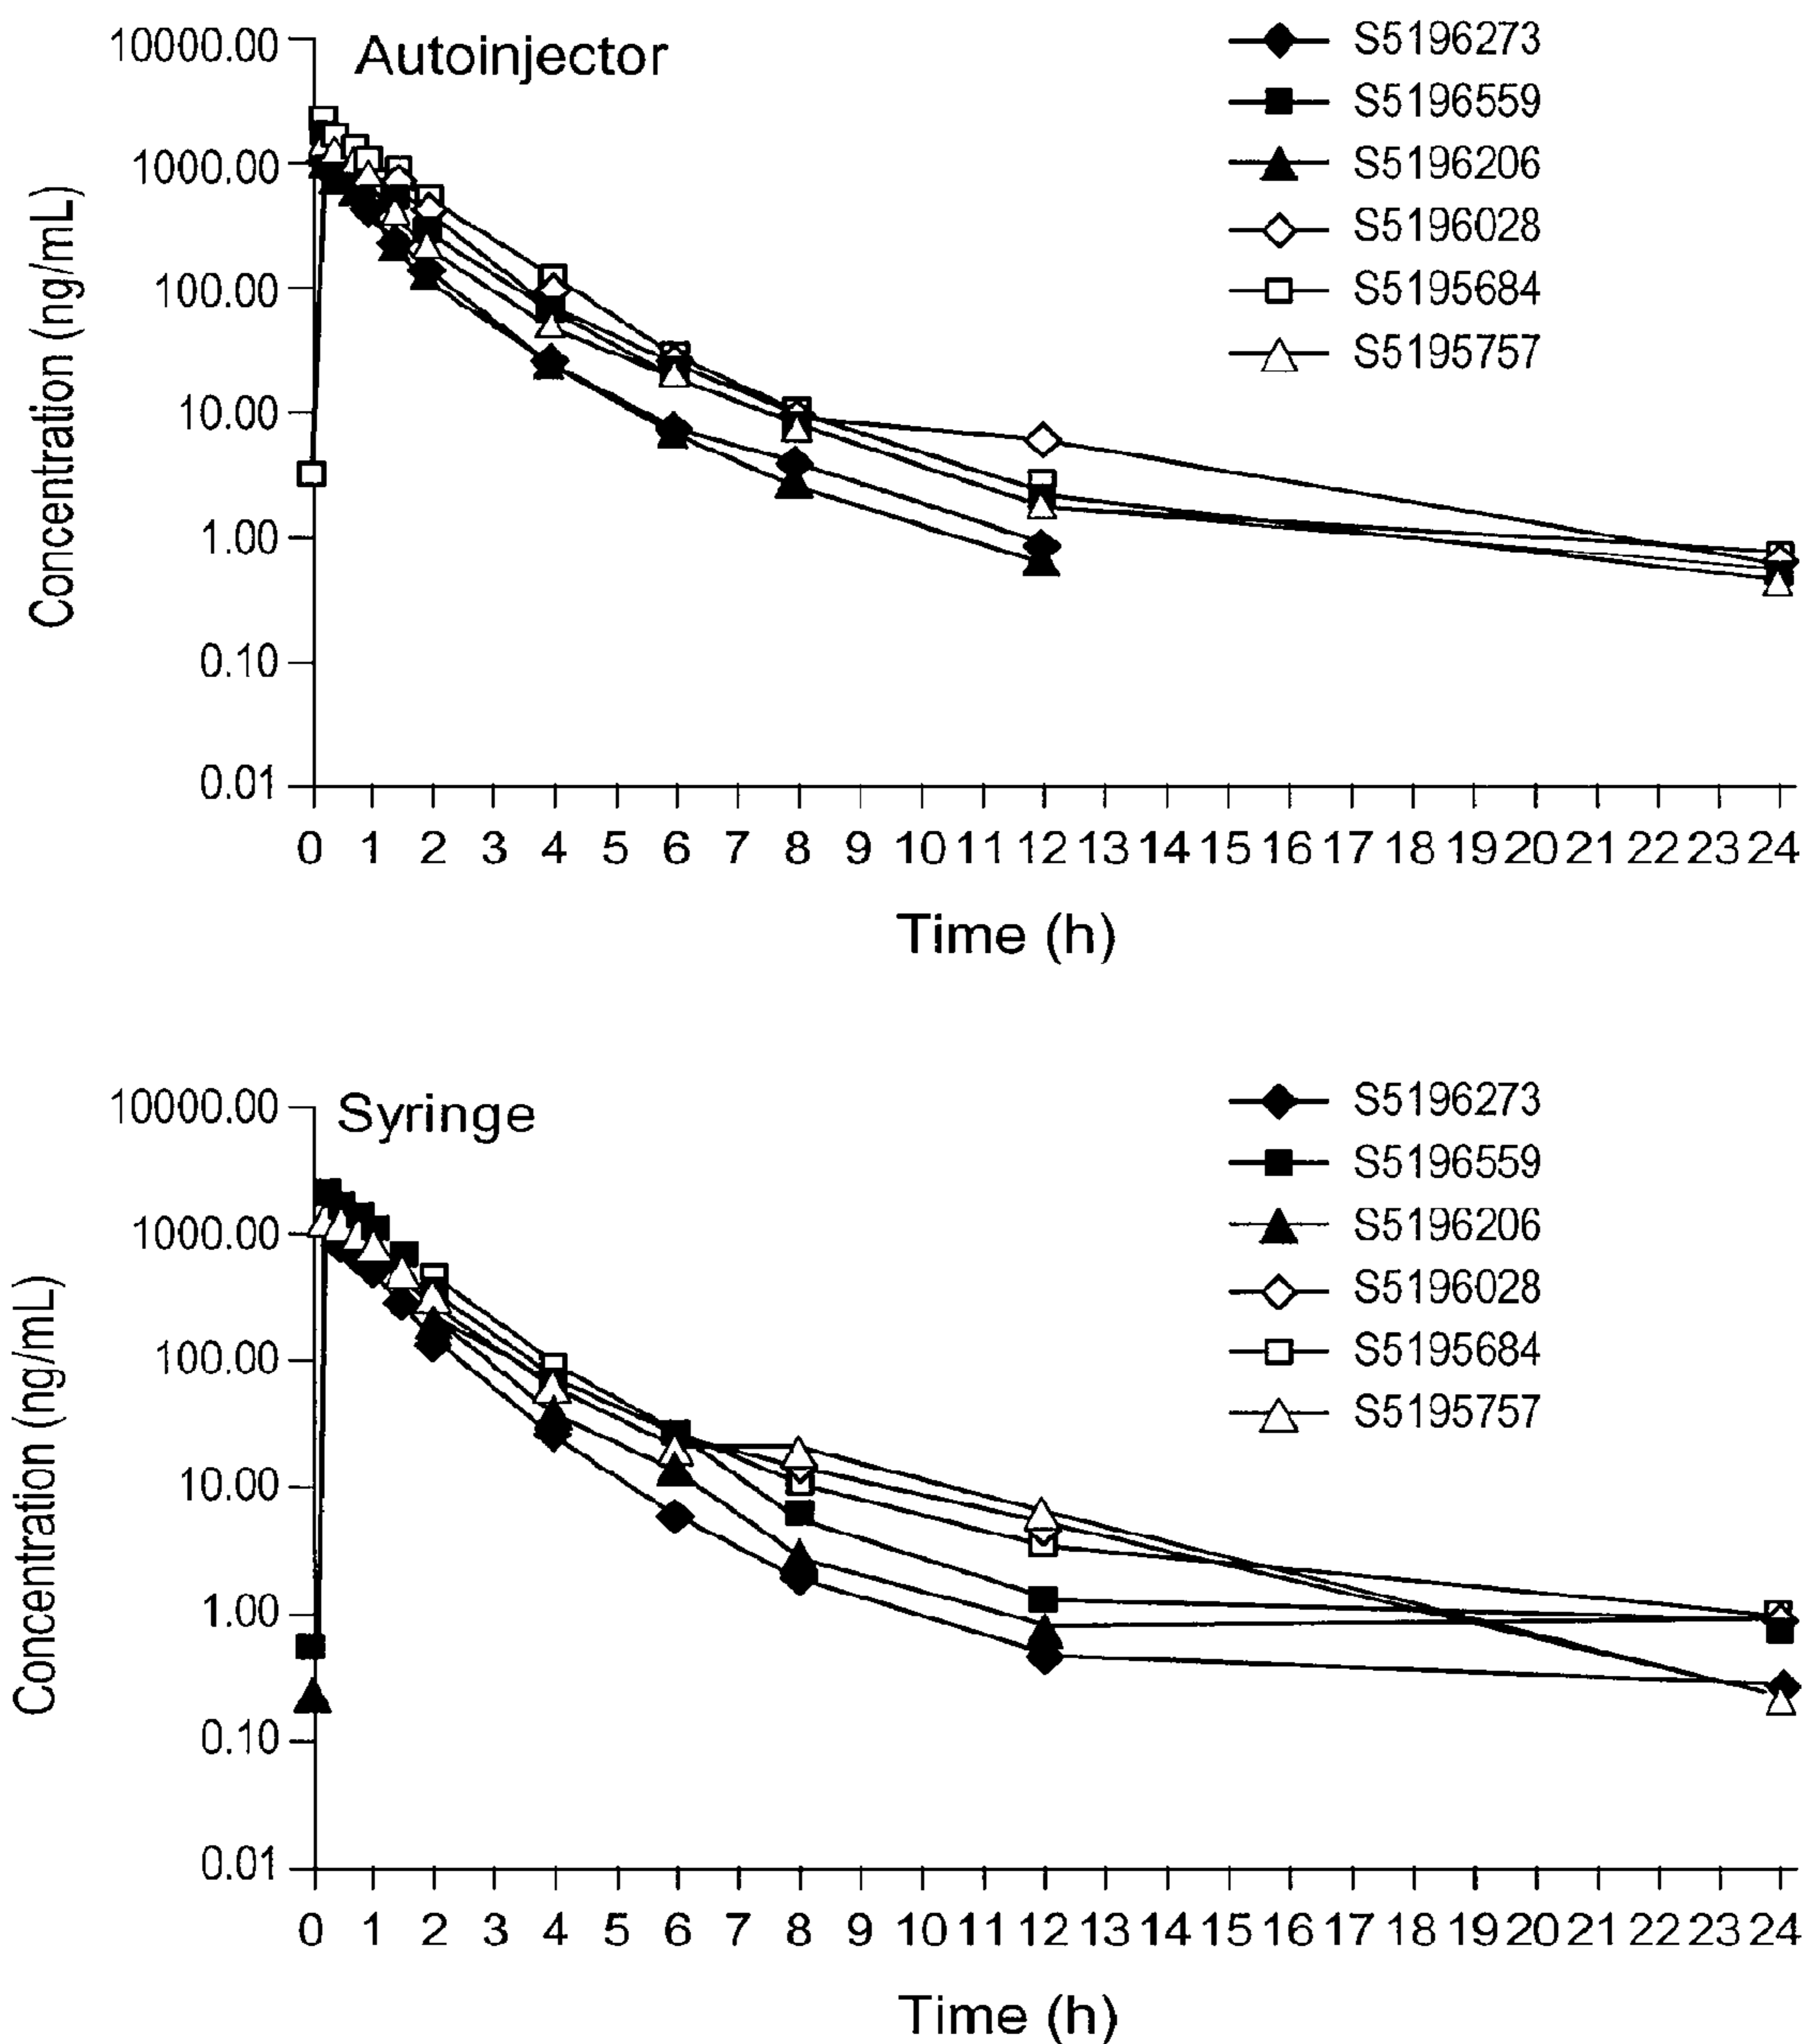 Autoinjector
10000.00
1000.00
100.00
10.00
1.00
0.10
0.01
Concentration (ng/mL)
0 1 2 3 4 5 6 7 8 9 10 11 12 13 14 15 16 17 18 19 20 21 22 23 24
Time (h)
S5196273
S5196559
S5196206
S5196028
S5195684
S5195757
Syringe
10000.00
1000.00
100.00
10.00
1.00
0.10
0.01
Concentration (ng/mL)
0 1 2 3 4 5 6 7 8 9 10 11 12 13 14 15 16 17 18 19 20 21 22 23 24
Time (h)
S5196273
S5196559
S5196206
S5196028
S5195684
S5195757